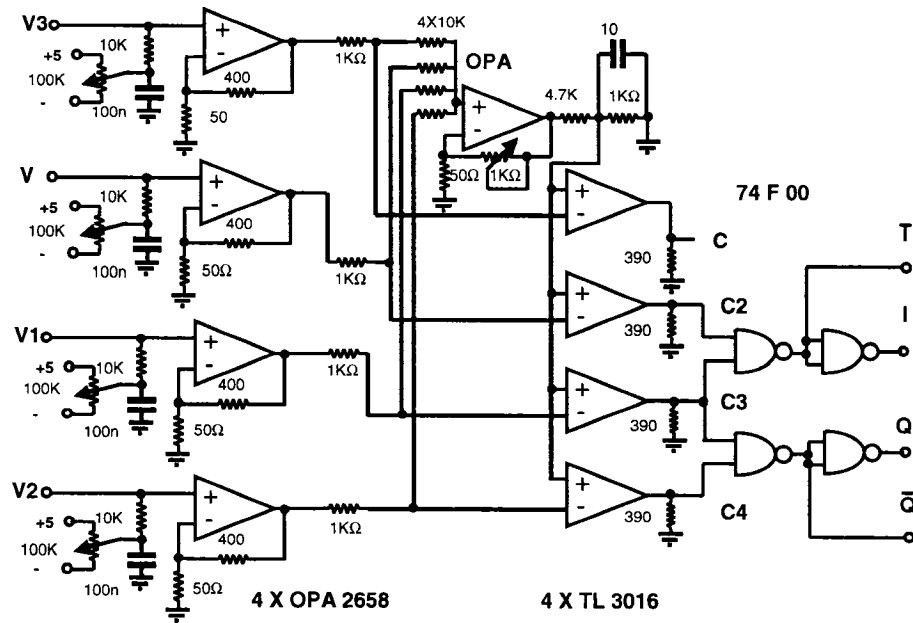 V3
+5
10K
100K
-
100n
400
50
1KΩ
4X10K
OPA
4.7K
10
1KΩ
50Ω
1KΩ
V
+5
10K
100K
-
100n
400
50Ω
1KΩ
74 F 00
C
390
T
C2
390
I
V1
+5
10K
100K
-
100n
400
50Ω
1KΩ
C3
390
Q
V2
+5
10K
100K
-
100n
400
50Ω
1KΩ
C4
390
Q̅
4 X OPA 2658
4 X TL 3016
+
-
+
-
+
-
+
-
+
-
+
-
+
-
+
-
+
-